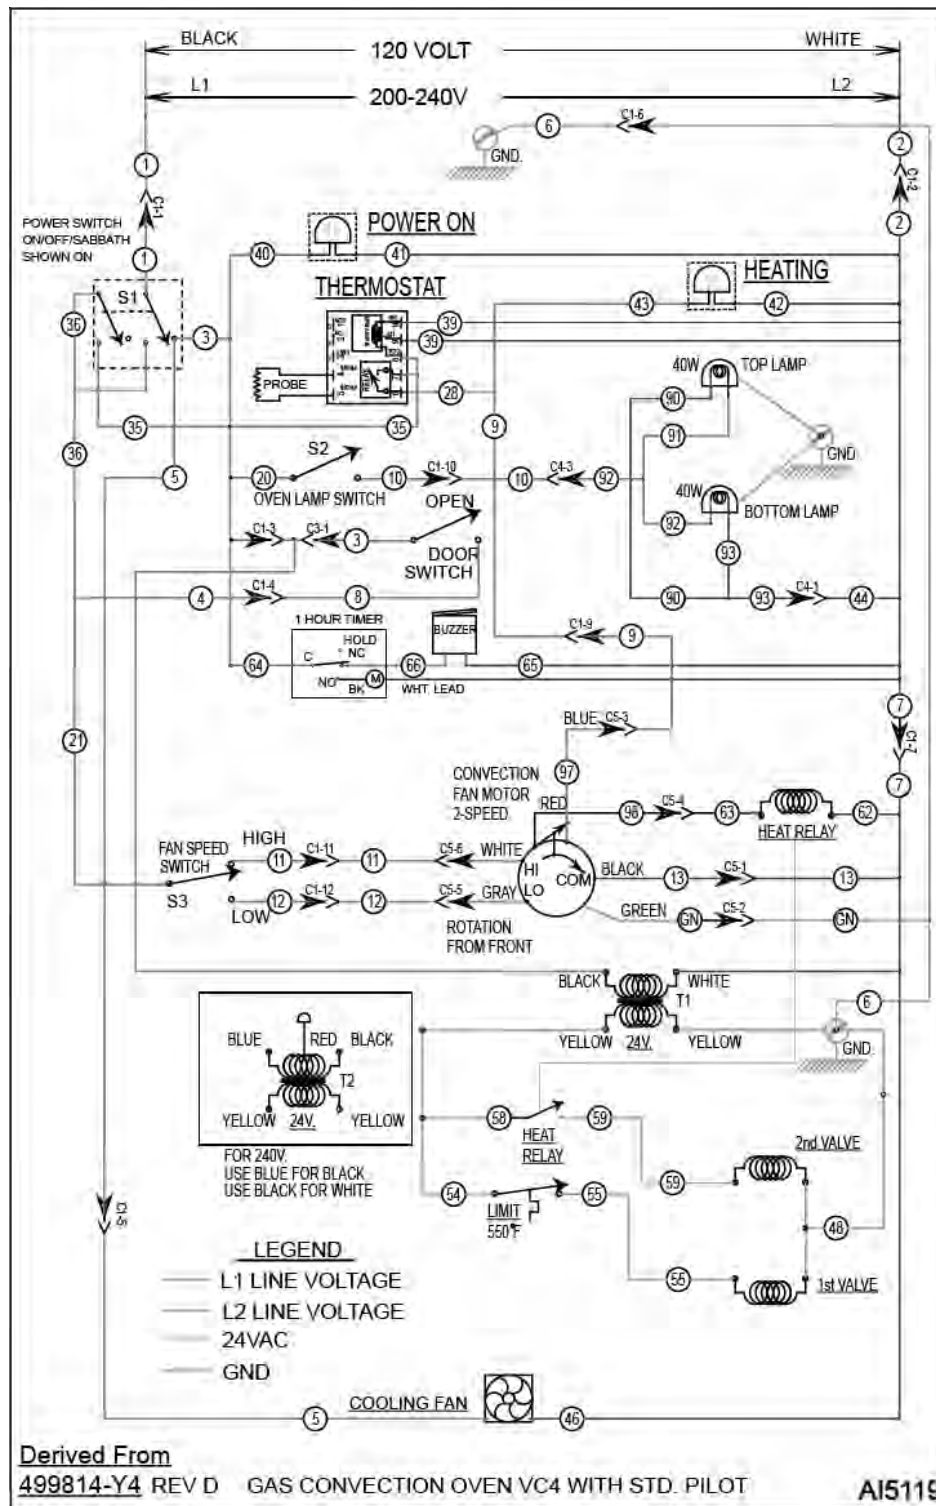 BLACK
120 VOLT
WHITE
L1
200-240V
L2
6
C1-6
GND.
1
2
C1-1
C1-2
POWER SWITCH
ON/OFF/SABBATH
SHOWN ON
1
2
POWER ON
40
41
S1
THERMOSTAT
HEATING
43
42
36
3
39
39
PROBE
28
40W
TOP LAMP
90
9
91
35
35
36
S2
GND
5
20
10
C1-10
10
C4-3
92
OVEN LAMP SWITCH
OPEN
40W
BOTTOM LAMP
92
C1-3
C3-1
3
DOOR
SWITCH
93
4
C1-4
8
90
93
C4-1
44
1 HOUR TIMER
BUZZER
C1-9
9
HOLD
NC
C
64
66
65
NO
BK
M
WHT. LEAD
7
C1-7
BLUE
C5-3
21
97
7
CONVECTION
FAN MOTOR
2-SPEED
RED
98
C5-4
63
62
HEAT RELAY
FAN SPEED
SWITCH
HIGH
11
C1-11
11
C5-6
WHITE
HI
LO
COM
BLACK
13
C5-1
13
S3
LOW
12
C1-12
12
C5-5
GRAY
GREEN
GN
C5-2
GN
ROTATION
FROM FRONT
BLACK
WHITE
T1
6
YELLOW
24V.
YELLOW
GND.
BLUE
RED
BLACK
T2
YELLOW
24V.
YELLOW
58
59
HEAT
RELAY
FOR 240V.
USE BLUE FOR BLACK
USE BLACK FOR WHITE
2nd VALVE
59
54
55
LIMIT
550°F
48
C1-5
55
1st VALVE
LEGEND
L1 LINE VOLTAGE
L2 LINE VOLTAGE
24VAC
GND
COOLING FAN
5
46
Derived From
499814-Y4 REV D GAS CONVECTION OVEN VC4 WITH STD. PILOT
AI5119